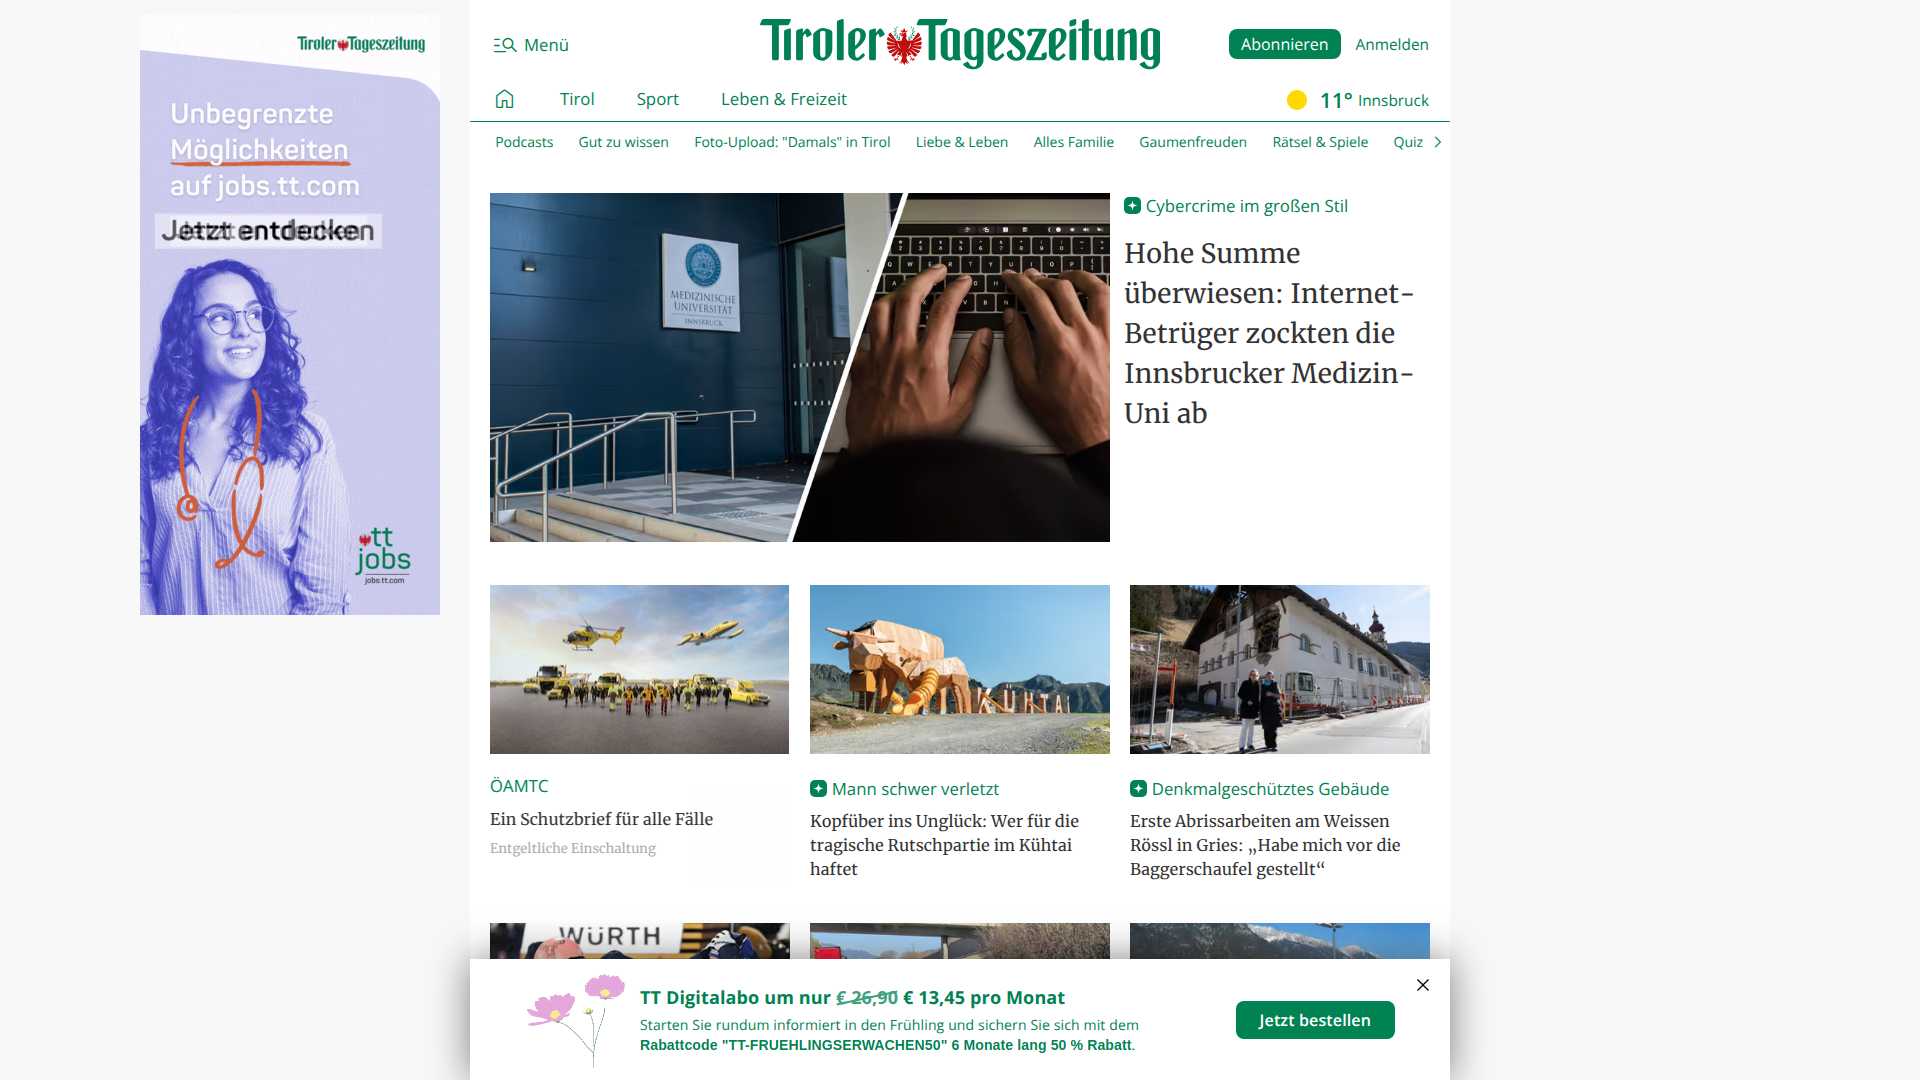 Tiroler Tageszeitung
Unbegrenzte
Möglichkeiten
auf jobs.tt.com
entdecken
tt
jobs
jobs.tt.com
Menü
Tiroler Tageszeitung
Abonnieren
Anmelden
Tirol
Sport
Leben & Freizeit
11° Innsbruck
Podcasts
Gut zu wissen
Foto-Upload: "Damals" in Tirol
Liebe & Leben
Alles Familie
Gaumenfreuden
Rätsel & Spiele
Quiz
MEDIZINISCHE
UNIVERSITÄT
INNSBRUCK
Cybercrime im großen Stil
Hohe Summe
überwiesen: Internet-
Betrüger zockten die
Innsbrucker Medizin-
Uni ab
KÜHTAI
ÖAMTC
Ein Schutzbrief für alle Fälle
Entgeltliche Einschaltung
Mann schwer verletzt
Kopfüber ins Unglück: Wer für die
tragische Rutschpartie im Kühtai
haftet
Denkmalgeschütztes Gebäude
Erste Abrissarbeiten am Weissen
Rössl in Gries: „Habe mich vor die
Baggerschaufel gestellt“
WÜRTH
TT Digitalabo um nur € 26,90 € 13,45 pro Monat
Starten Sie rundum informiert in den Frühling und sichern Sie sich mit dem
Rabattcode "TT-FRUEHLINGSERWACHEN50" 6 Monate lang 50 % Rabatt.
Jetzt bestellen